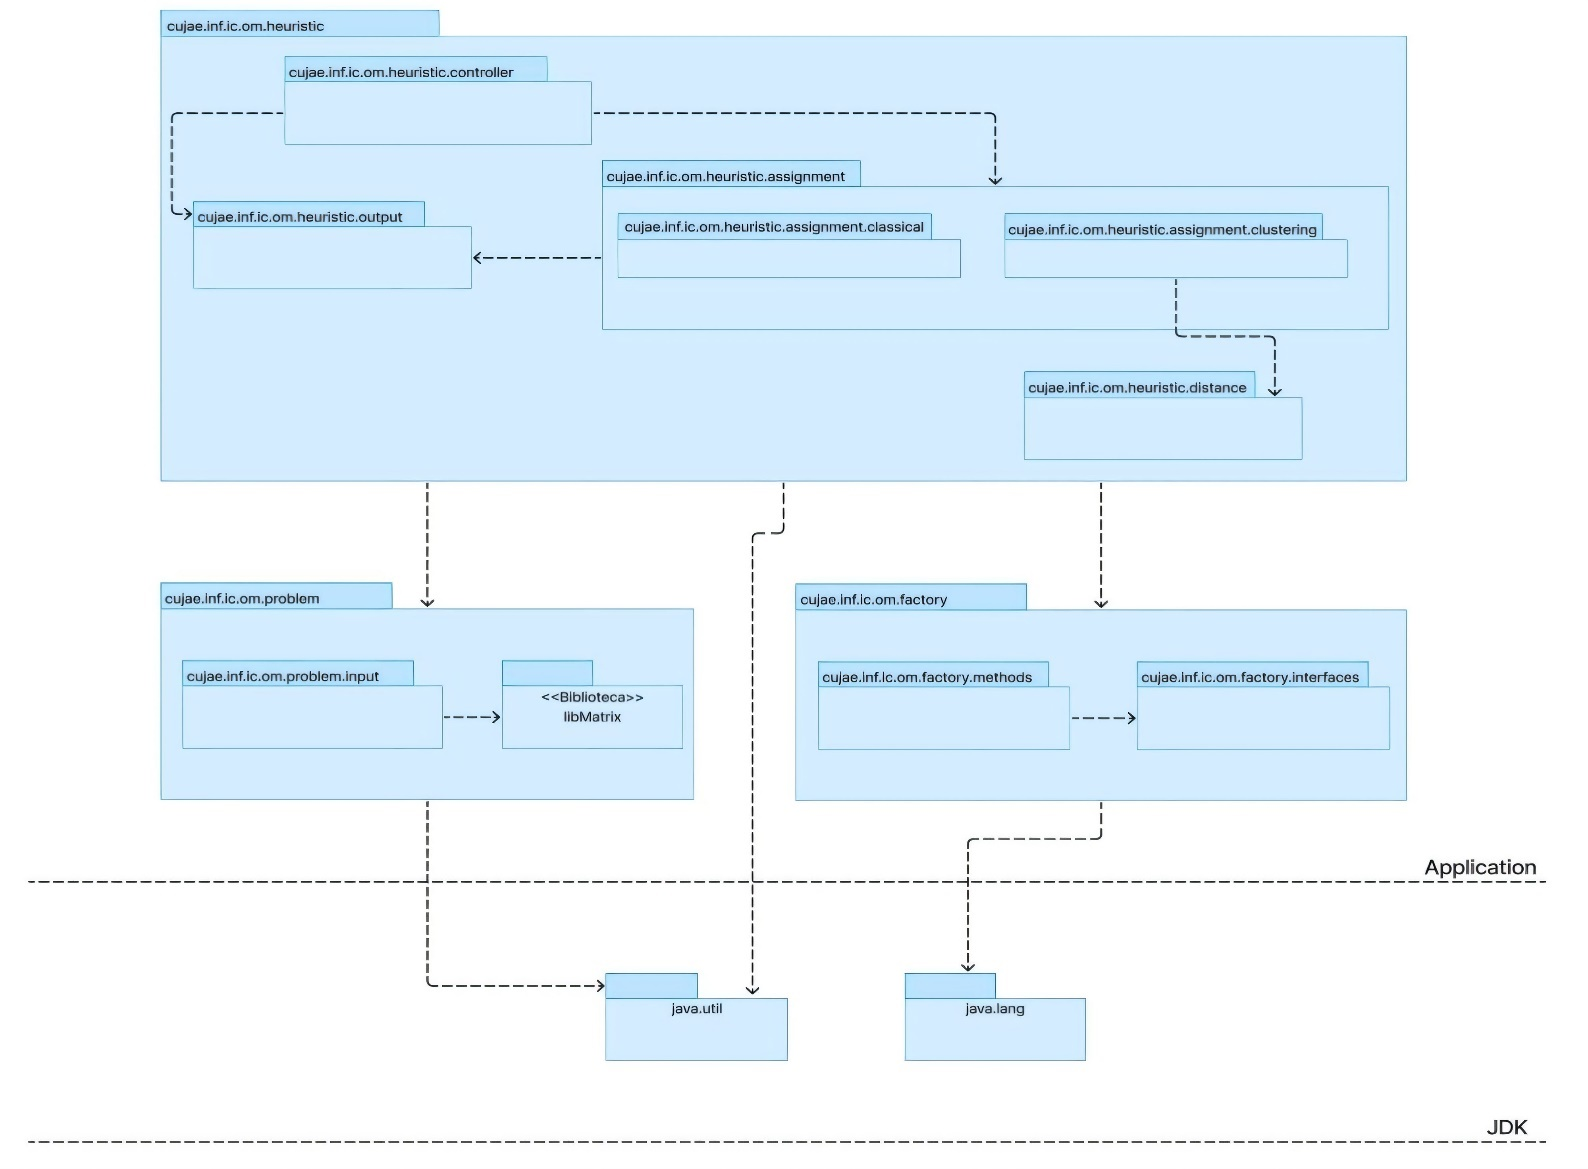 cujae.inf.ic.om.heuristic
cujae.inf.ic.om.heuristic.controller
cujae.inf.ic.om.heuristic.assignment
cujae.inf.ic.om.heuristic.output
cujae.inf.ic.om.heuristic.assignment.classical
cujae.inf.ic.om.heuristic.assignment.clustering
cujae.inf.ic.om.heuristic.distance
cujae.inf.ic.om.problem
cujae.inf.ic.om.factory
cujae.inf.ic.om.problem.input
<<Biblioteca>>
libMatrix
cujae.inf.ic.om.factory.methods
cujae.inf.ic.om.factory.interfaces
Application
java.util
java.lang
JDK